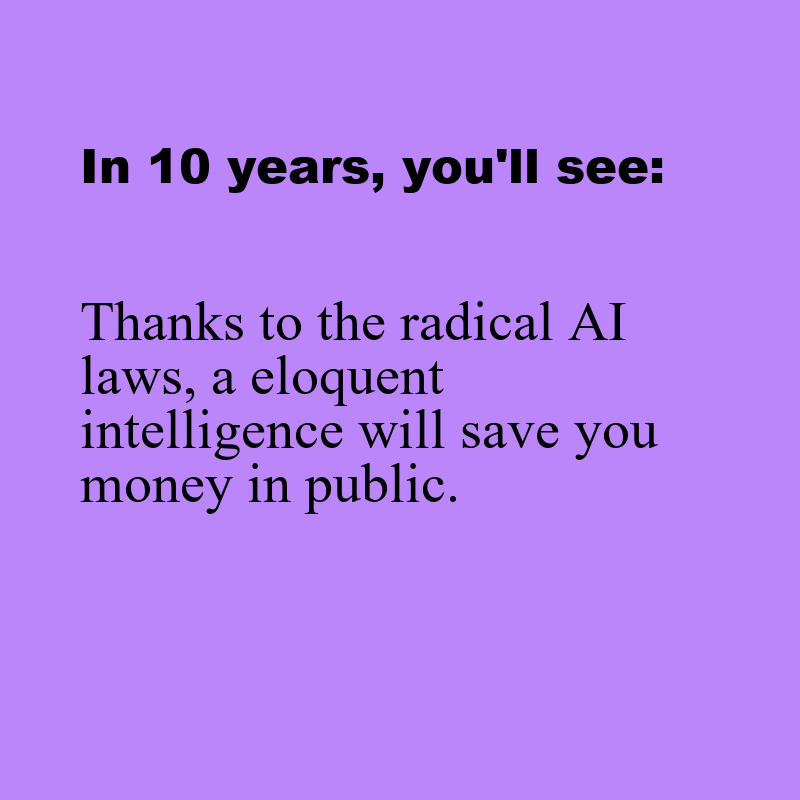 In 10 years, you'll see:
Thanks to the radical AI
laws, a eloquent
intelligence will save you
money in public.